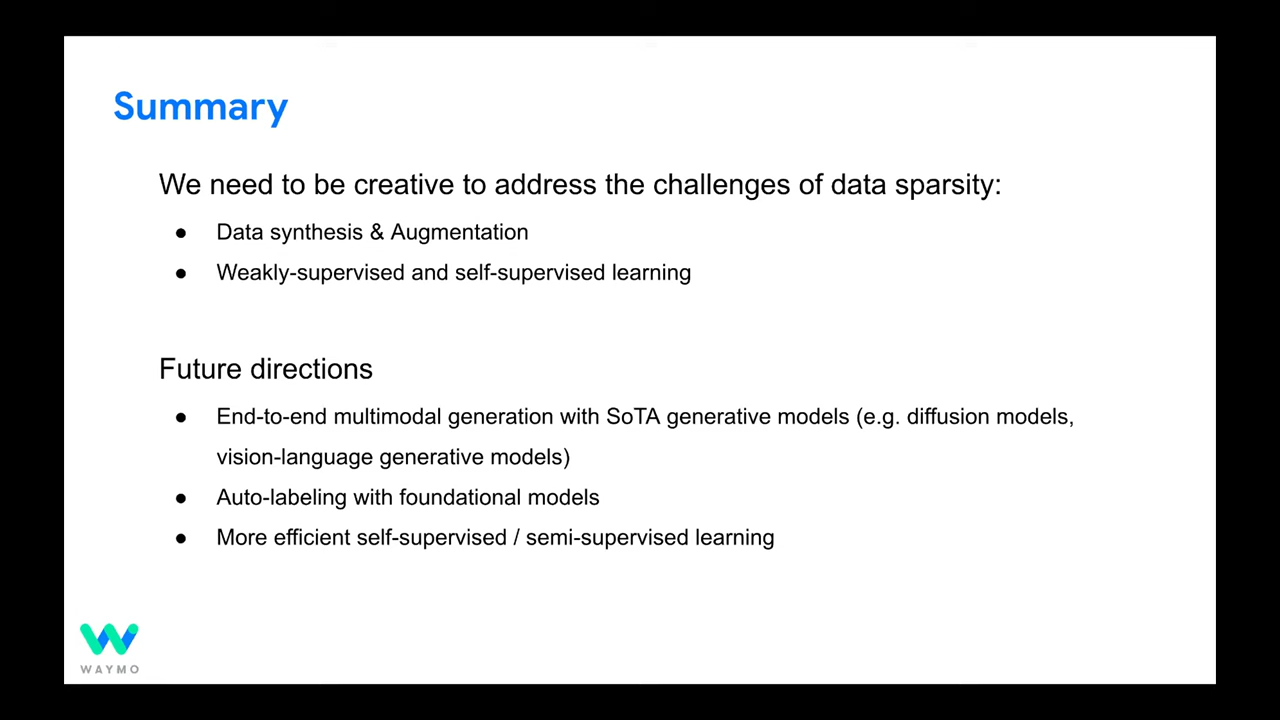 Summary
We need to be creative to address the challenges of data sparsity:
● Data synthesis & Augmentation
● Weakly-supervised and self-supervised learning
Future directions
● End-to-end multimodal generation with SoTA generative models (e.g. diffusion models,
vision-language generative models)
● Auto-labeling with foundational models
● More efficient self-supervised / semi-supervised learning
WAYMO